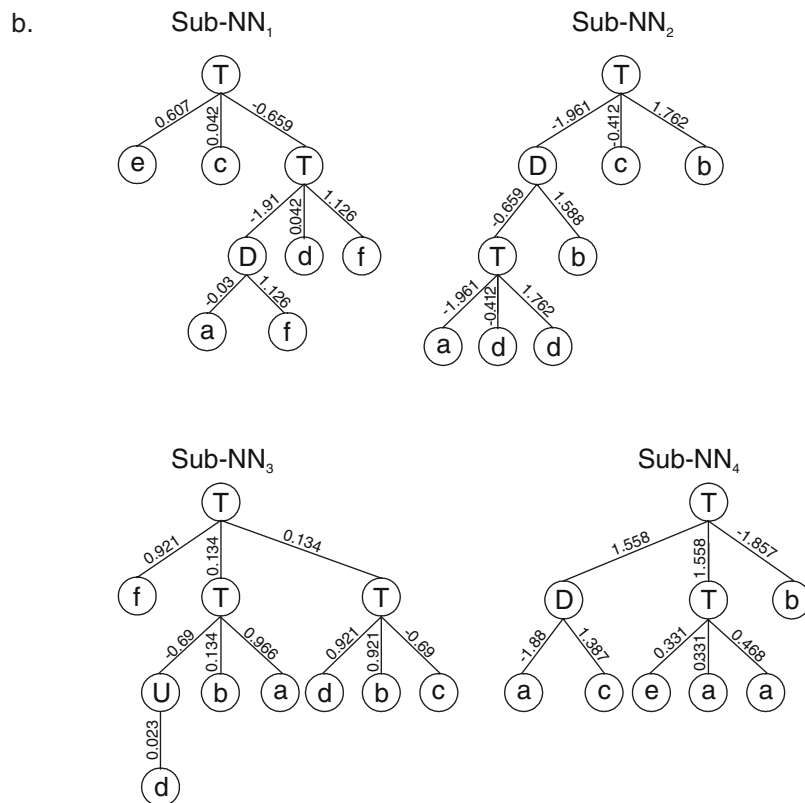 b.
Sub-NN₁
Sub-NN₂
T
T
0.607
0.042
-0.659
-1.961
-0.412
1.762
e
c
T
D
c
b
-1.91
0.042
1.126
-0.659
1.588
D
d
f
T
b
-0.03
1.126
-1.961
-0.412
1.762
a
f
a
d
d
Sub-NN₃
Sub-NN₄
T
T
0.921
0.134
0.134
1.558
1.558
-1.857
f
T
T
D
T
b
-0.69
0.134
0.966
0.921
0.921
-0.69
-1.88
1.387
0.331
0331
0.468
U
b
a
d
b
c
a
c
e
a
a
0.023
d